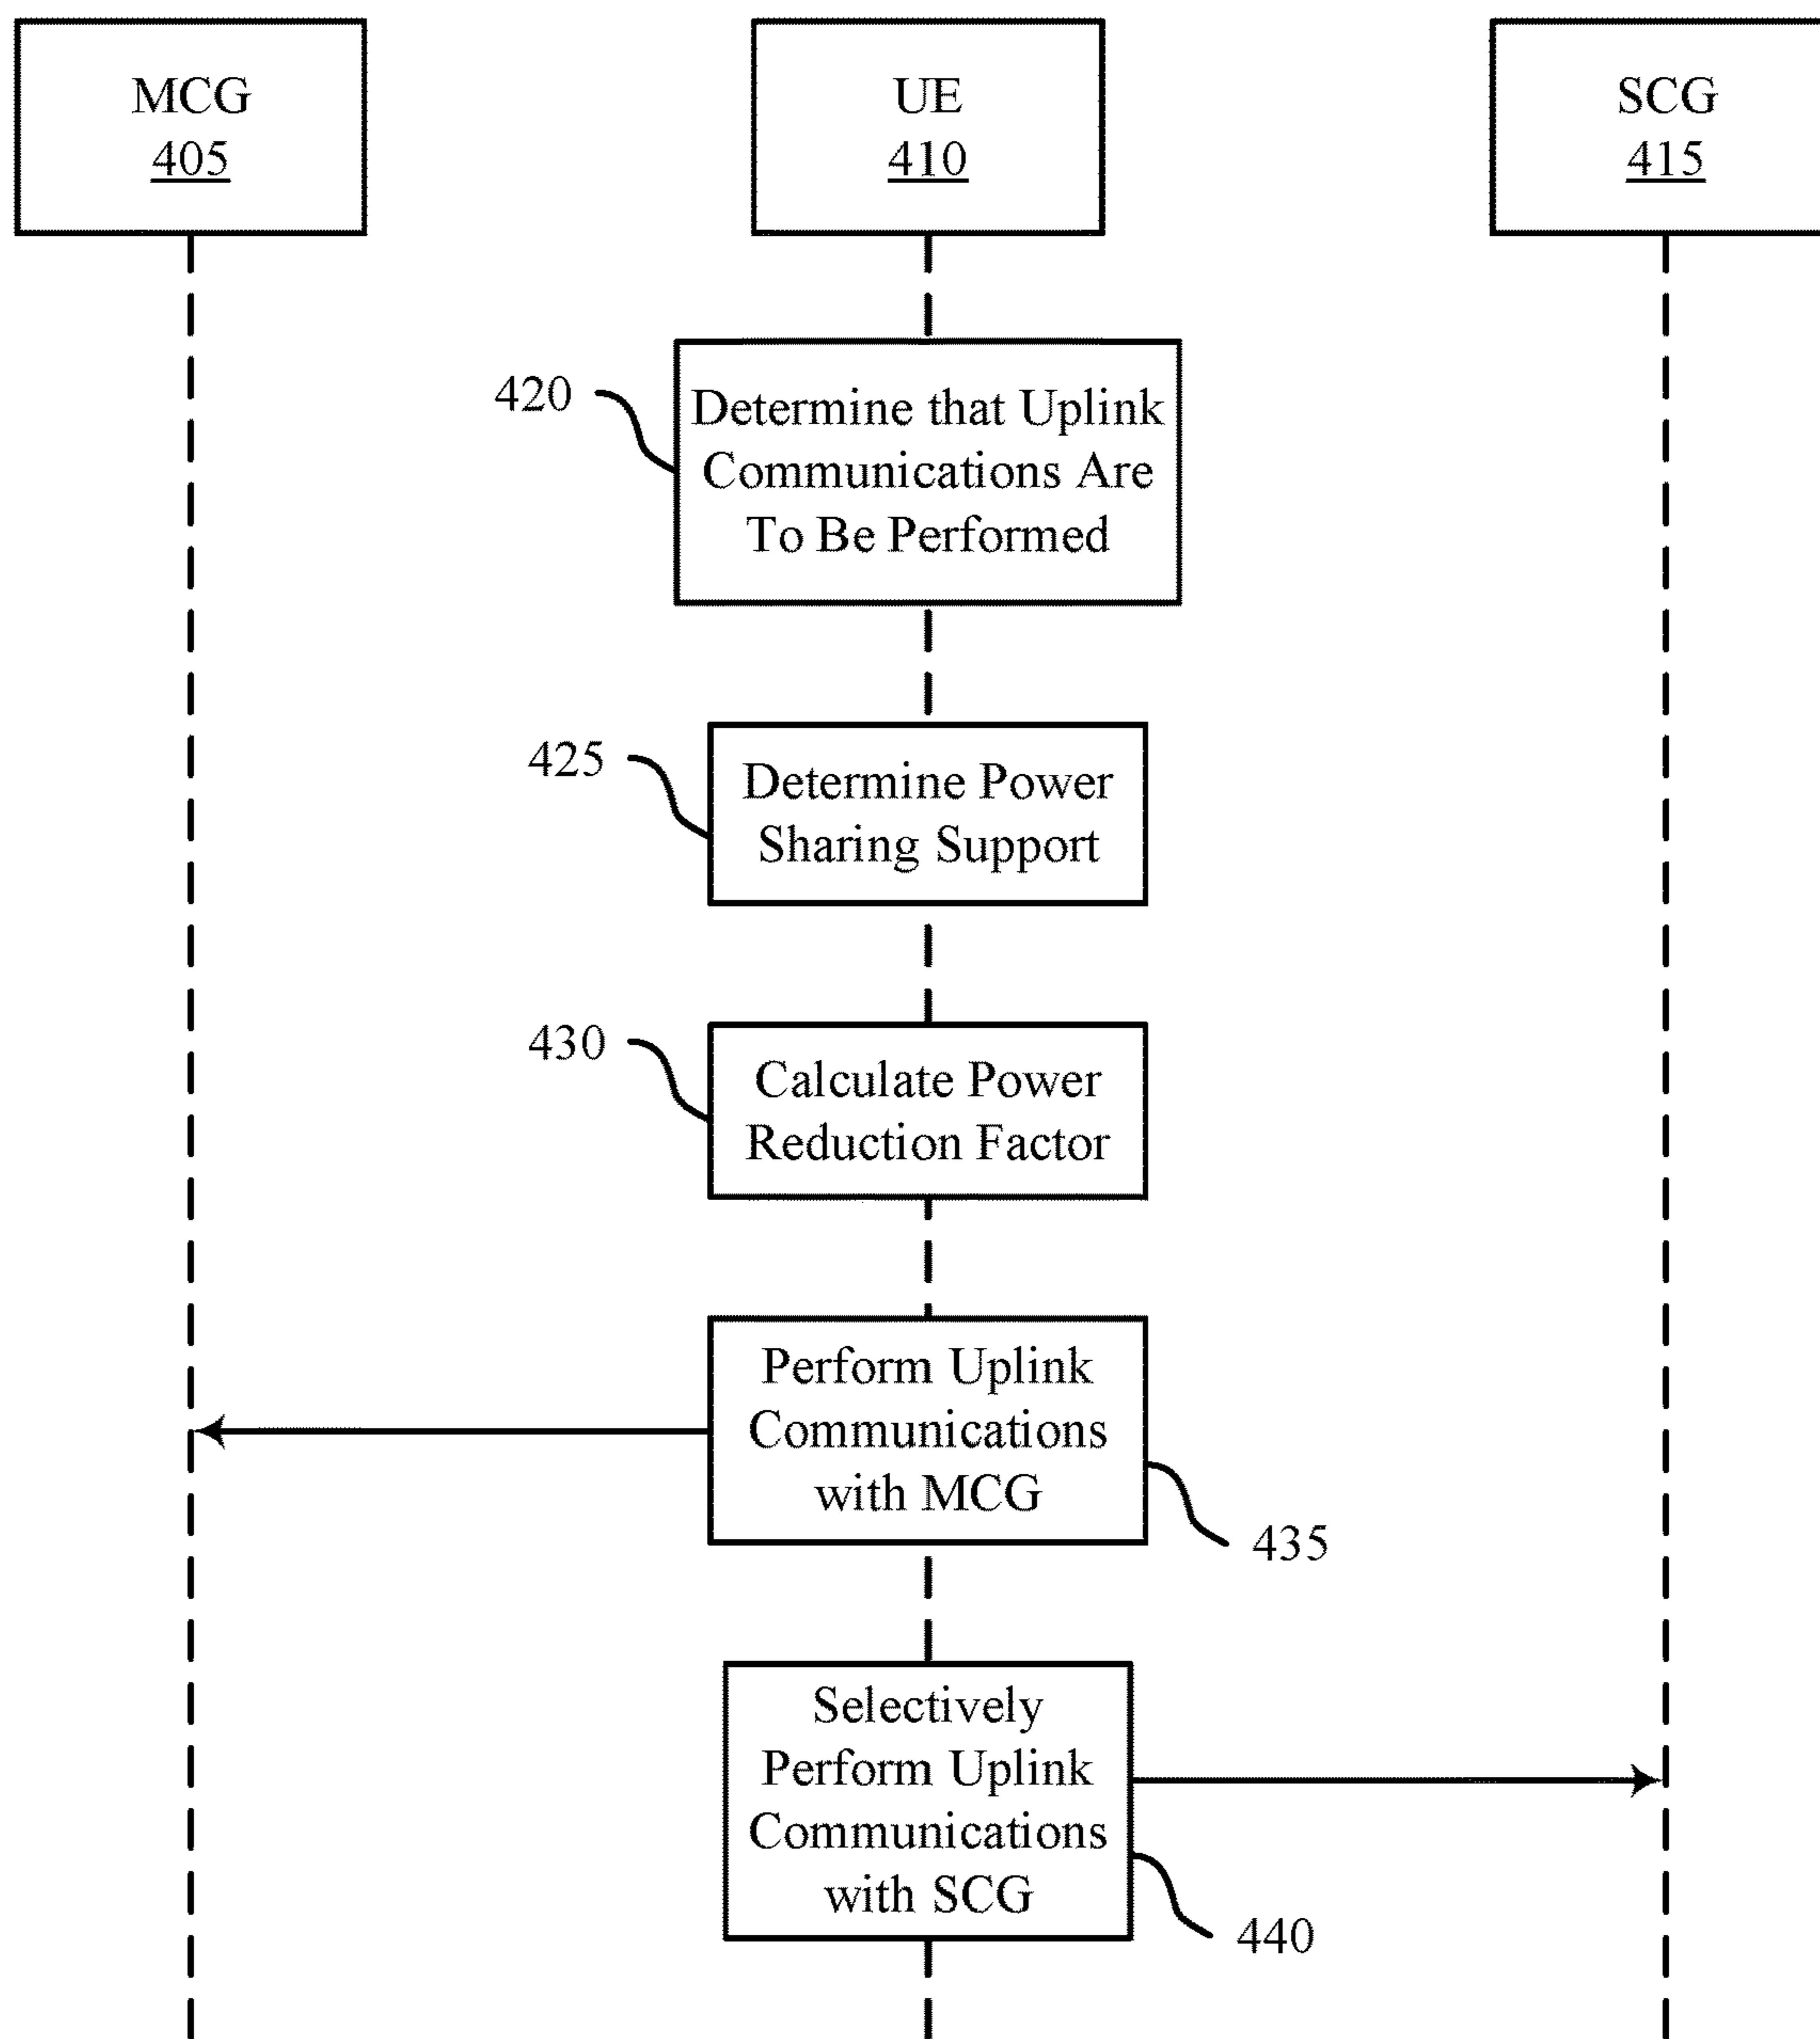 MCG
405
UE
410
SCG
415
420
Determine that Uplink
Communications Are
To Be Performed
425
Determine Power
Sharing Support
430
Calculate Power
Reduction Factor
Perform Uplink
Communications
with MCG
435
Selectively
Perform Uplink
Communications
with SCG
440